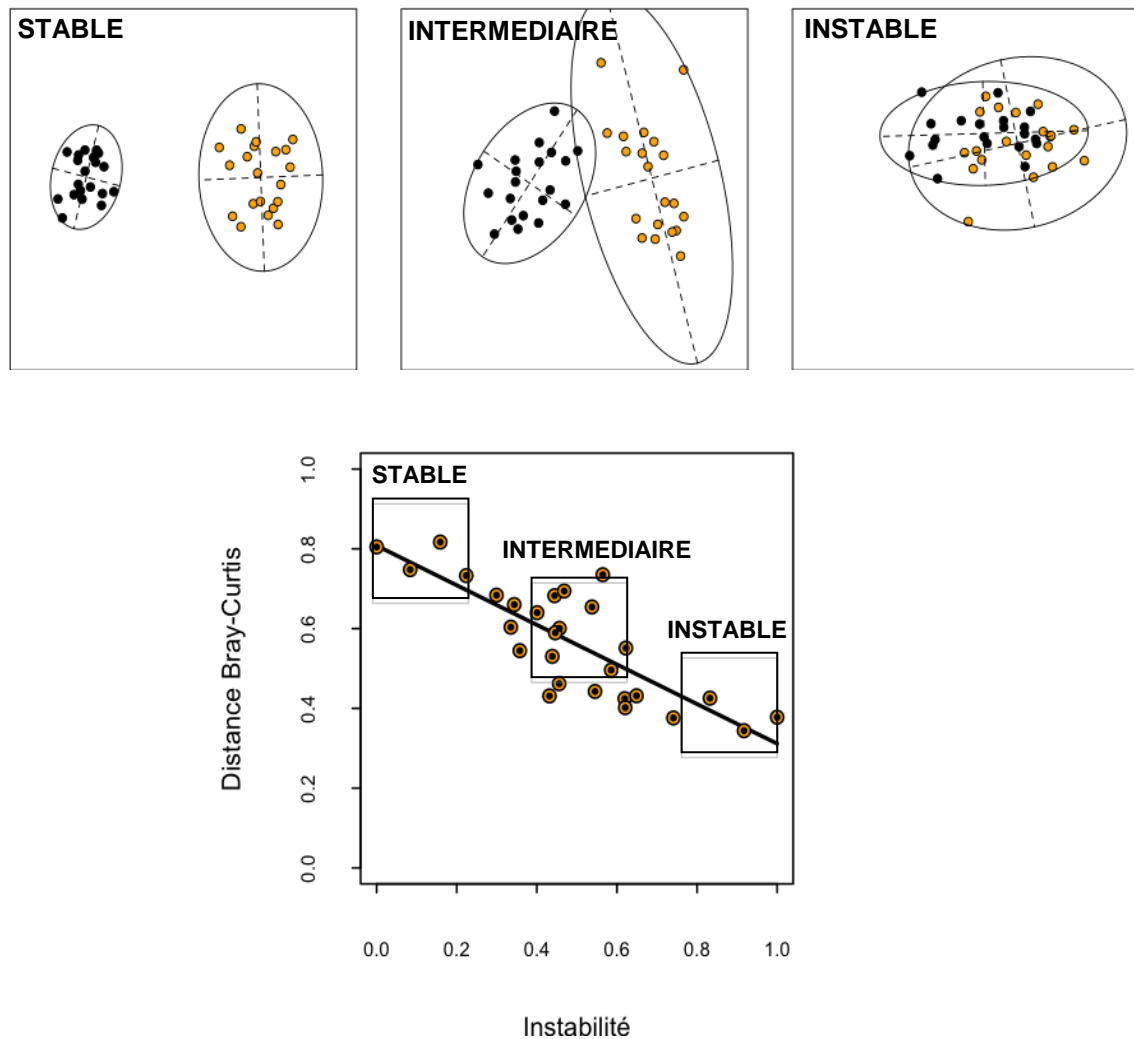 STABLE
INTERMEDIAIRE
INSTABLE
STABLE
INTERMEDIAIRE
INSTABLE
Distance Bray-Curtis
1.0
0.8
0.6
0.4
0.2
0.0
0.0 0.2 0.4 0.6 0.8 1.0
Instabilité